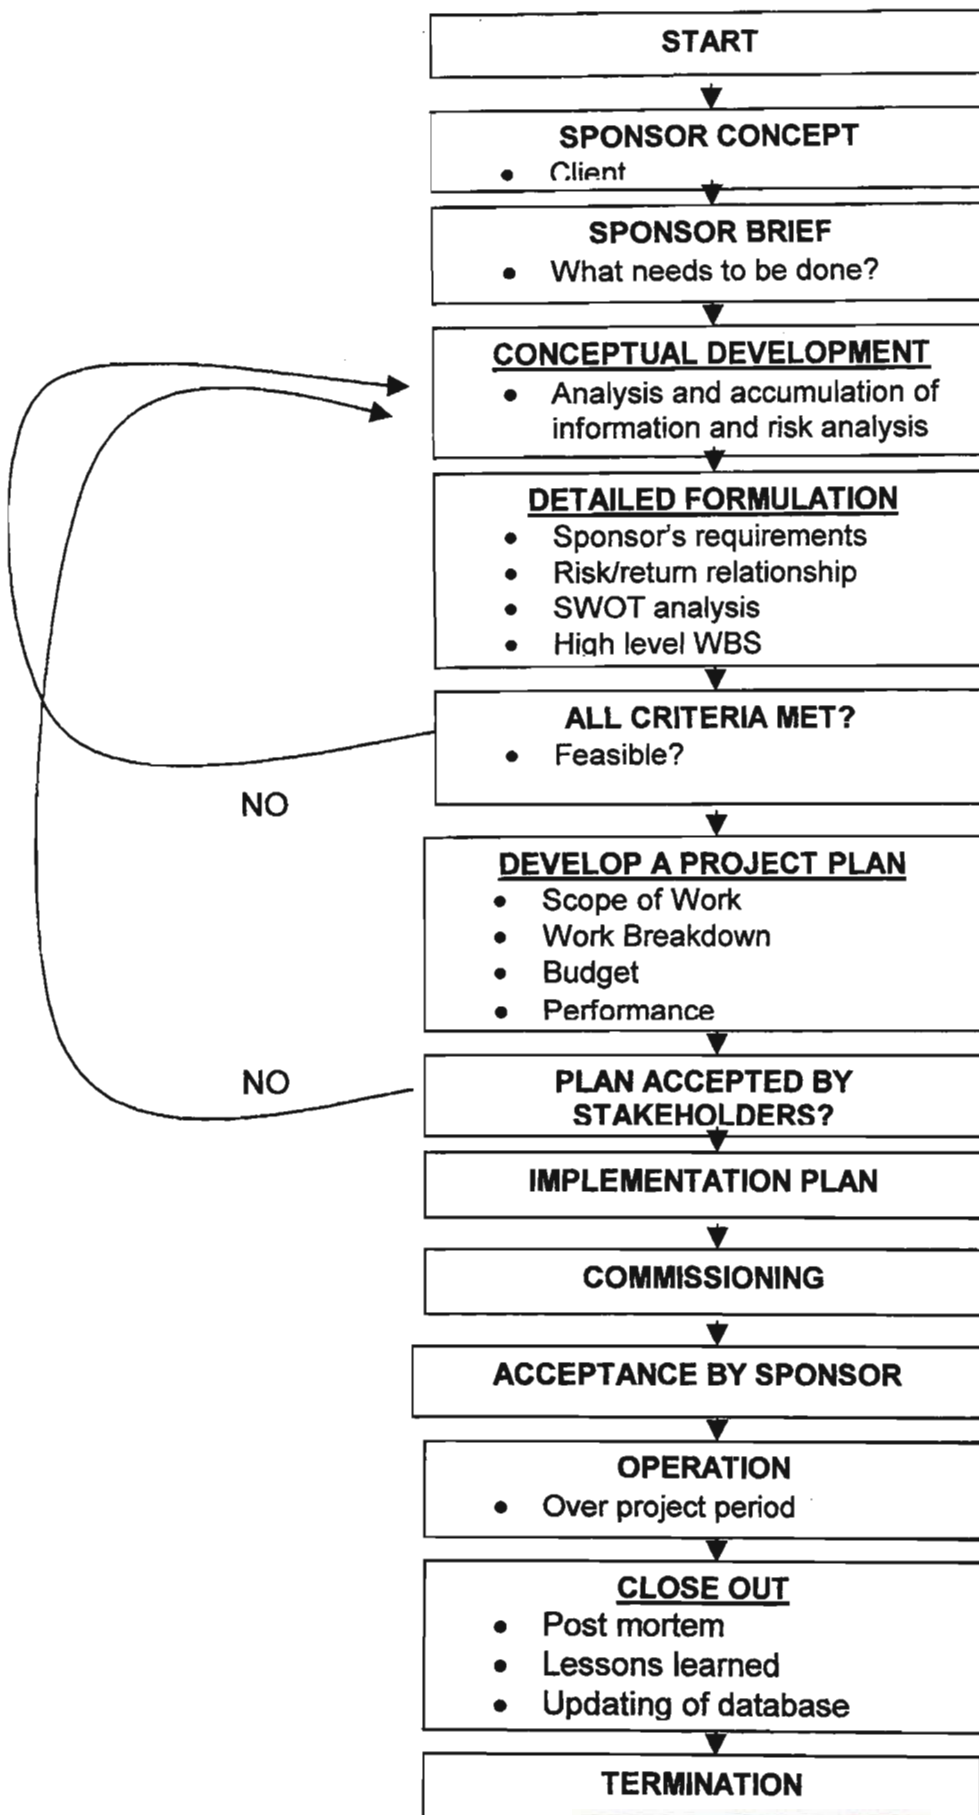 START
SPONSOR CONCEPT
• Client
SPONSOR BRIEF
• What needs to be done?
CONCEPTUAL DEVELOPMENT
• Analysis and accumulation of
information and risk analysis
DETAILED FORMULATION
• Sponsor's requirements
• Risk/return relationship
• SWOT analysis
• High level WBS
ALL CRITERIA MET?
• Feasible?
NO
DEVELOP A PROJECT PLAN
• Scope of Work
• Work Breakdown
• Budget
• Performance
NO
PLAN ACCEPTED BY
STAKEHOLDERS?
IMPLEMENTATION PLAN
COMMISSIONING
ACCEPTANCE BY SPONSOR
OPERATION
• Over project period
CLOSE OUT
• Post mortem
• Lessons learned
• Updating of database
TERMINATION